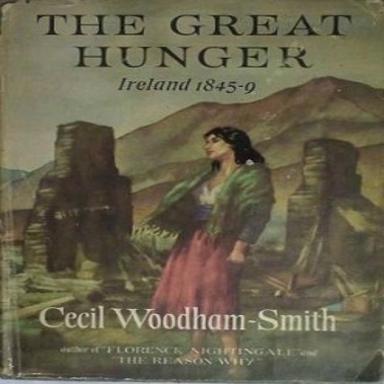 THE GREAT
HUNGER
Ireland 1845-9
Cecil Woodham-Smith
author of "FLORENCE NIGHTINGALE" and
"THE REASON WHY"